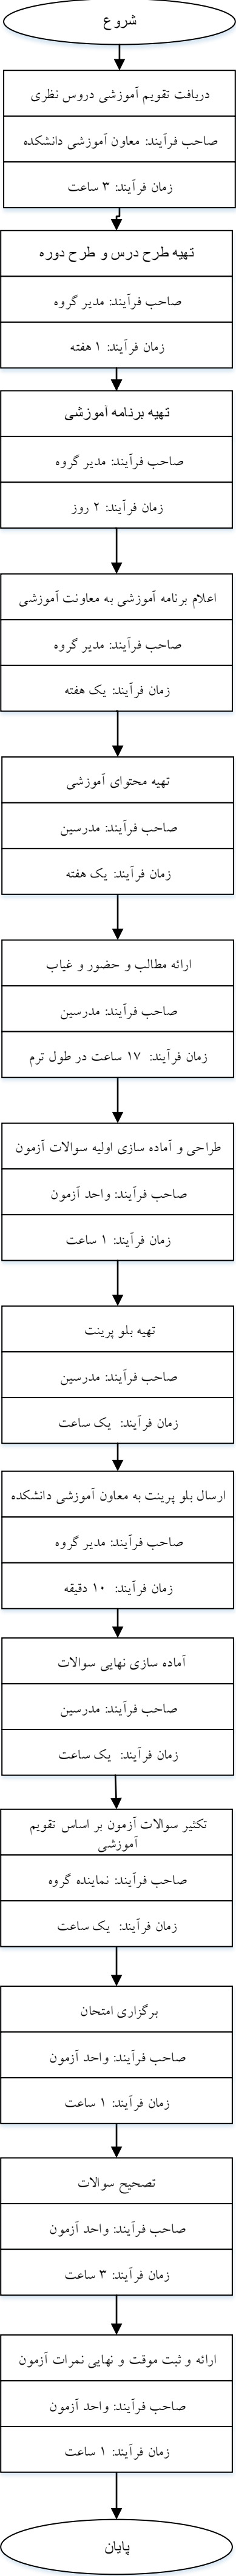 شروع
دریافت تقویم آموزشی دروس نظری
صاحب فرآیند: معاون آموزشی دانشکده
زمان فرآیند: ۳ ساعت
تهیه طرح درس و طرح دوره
صاحب فرآیند: مدیر گروه
زمان فرآیند: ۱ هفته
تهیه برنامه آموزشی
صاحب فرآیند: مدیر گروه
زمان فرآیند: ۲ روز
اعلام برنامه آموزشی به معاونت آموزشی
صاحب فرآیند: مدیر گروه
زمان فرآیند: یک هفته
تهیه محتوای آموزشی
صاحب فرآیند: مدرسین
زمان فرآیند: یک هفته
ارائه مطالب و حضور و غیاب
صاحب فرآیند: مدرسین
زمان فرآیند: ۱۷ ساعت در طول ترم
طراحی و آماده سازی اولیه سوالات آزمون
صاحب فرآیند: واحد آزمون
زمان فرآیند: ۱ ساعت
تهیه بلو پرینت
صاحب فرآیند: مدرسین
زمان فرآیند: یک ساعت
ارسال بلو پرینت به معاون آموزشی دانشکده
صاحب فرآیند: مدیر گروه
زمان فرآیند: ۱۰ دقیقه
آماده سازی نهایی سوالات
صاحب فرآیند: مدرسین
زمان فرآیند: یک ساعت
تکثیر سوالات آزمون بر اساس تقویم
آموزشی
صاحب فرآیند: نماینده گروه
زمان فرآیند: یک ساعت
برگزاری امتحان
صاحب فرآیند: واحد آزمون
زمان فرآیند: ۱ ساعت
تصحیح سوالات
صاحب فرآیند: واحد آزمون
زمان فرآیند: ۳ ساعت
ارائه و ثبت موقت و نهایی نمرات آزمون
صاحب فرآیند: واحد آزمون
زمان فرآیند: ۱ ساعت
پایان